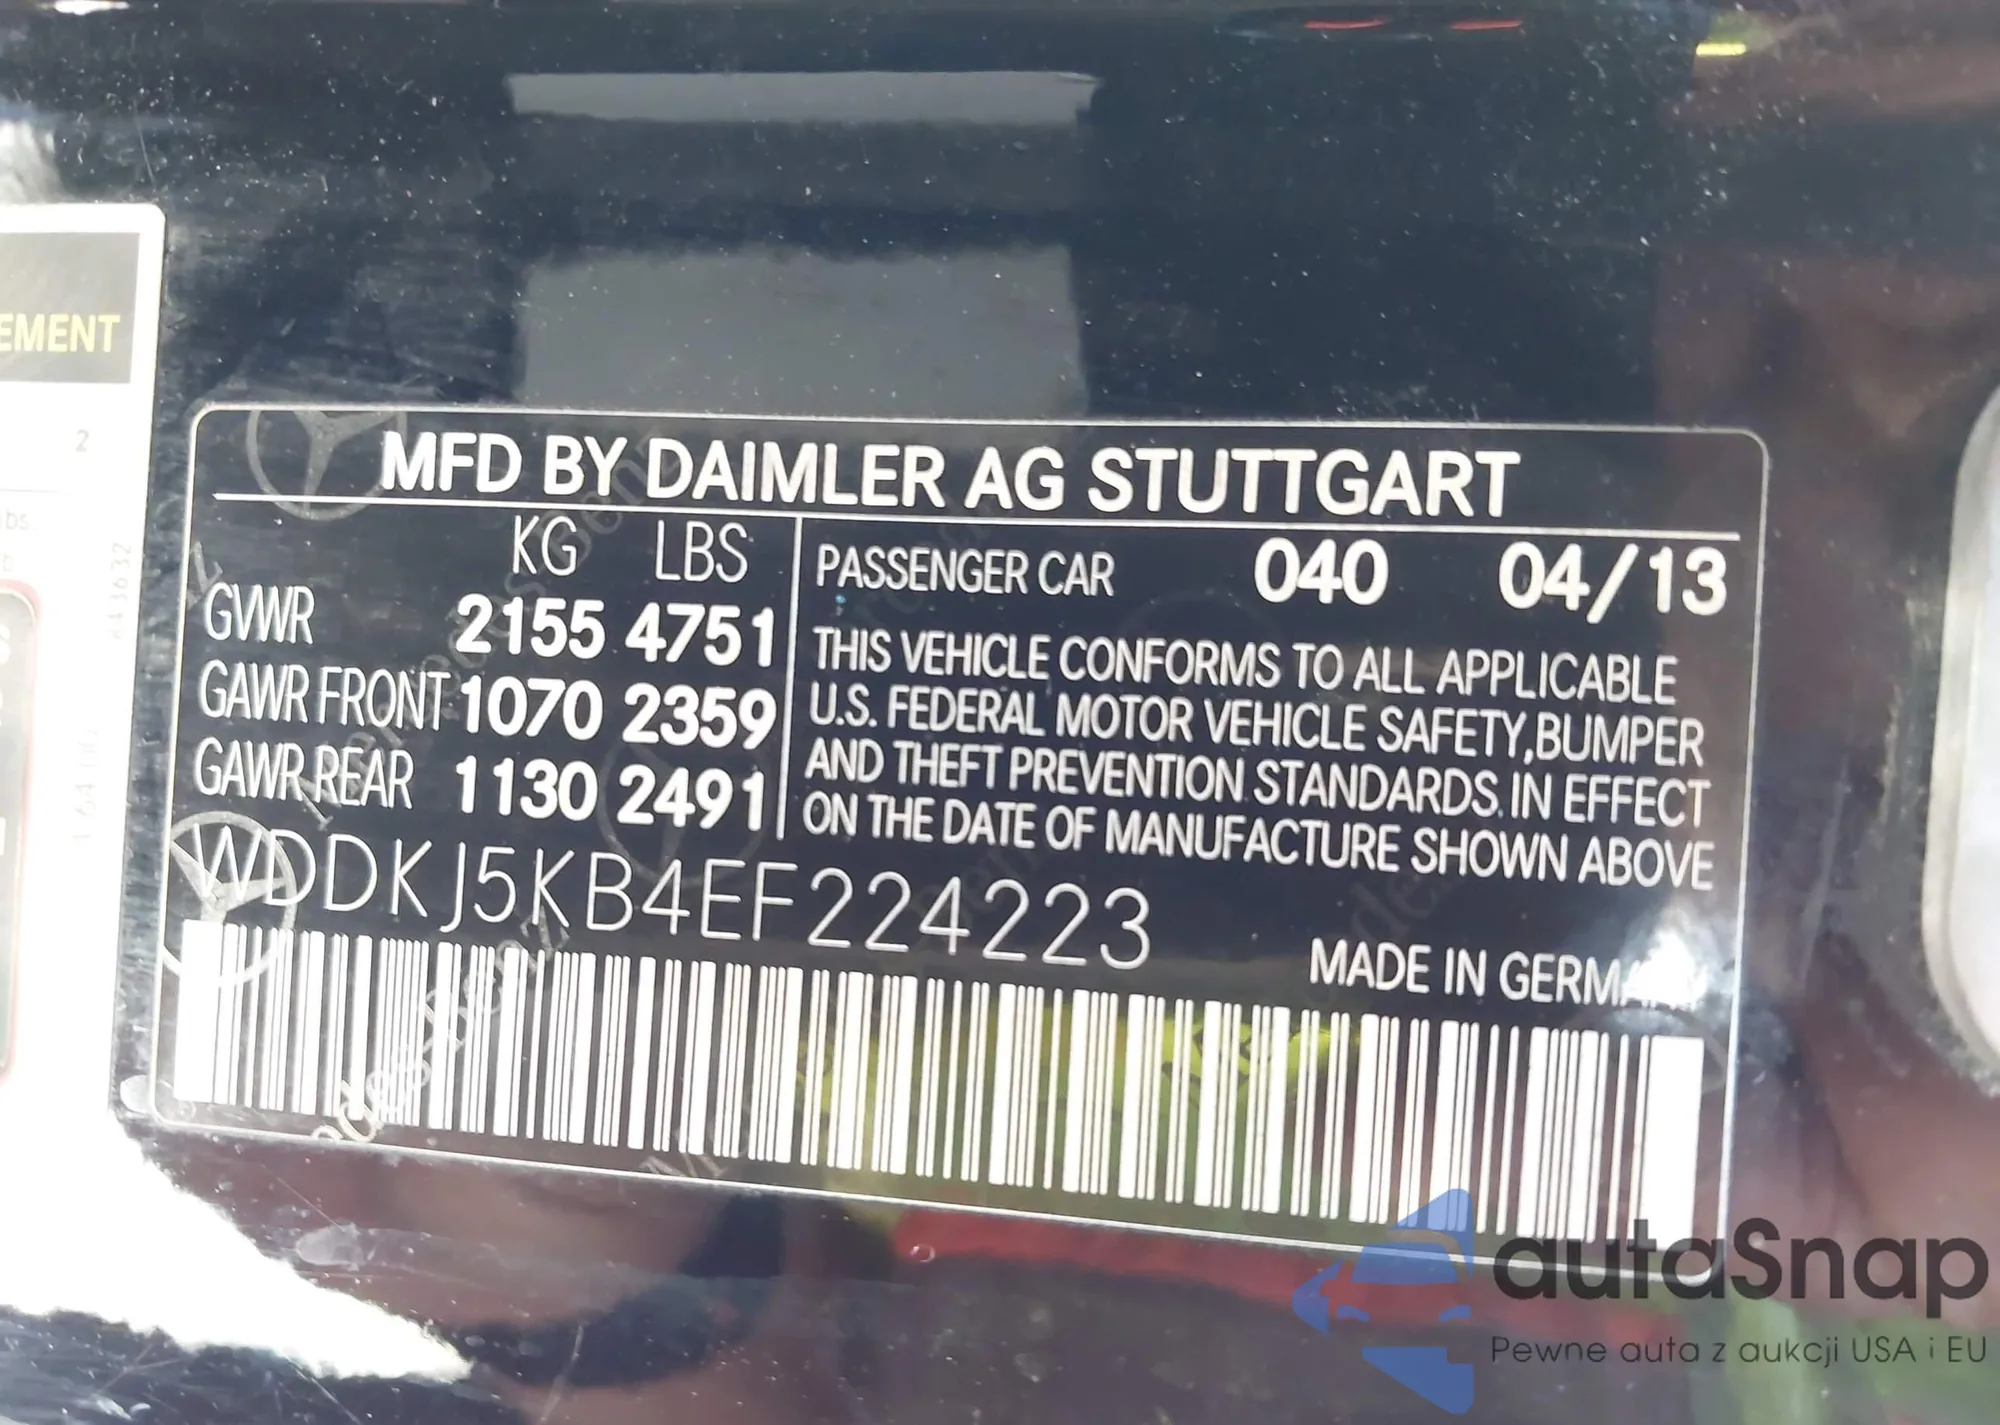 EMENT
2
bs.
MFD BY DAIMLER AG STUTTGART
KG LBS
GVWR 2155 4751
GAWR FRONT 1070 2359
GAWR REAR 1130 2491
PASSENGER CAR 040 04/13
THIS VEHICLE CONFORMS TO ALL APPLICABLE
U.S. FEDERAL MOTOR VEHICLE SAFETY, BUMPER
AND THEFT PREVENTION STANDARDS. IN EFFECT
ON THE DATE OF MANUFACTURE SHOWN ABOVE
WDDKJ5KB4EF224223
MADE IN GERMANY
autaSnap
Pewne auta z aukcji USA i EU